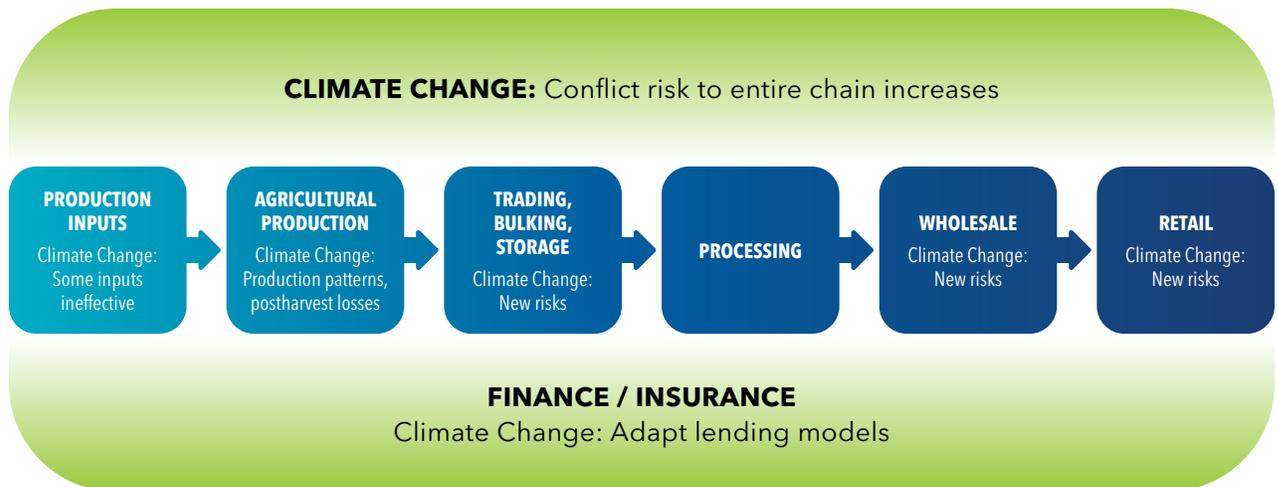 CLIMATE CHANGE: Conflict risk to entire chain increases
PRODUCTION
INPUTS
Climate Change:
Some inputs
ineffective
AGRICULTURAL
PRODUCTION
Climate Change:
Production patterns,
postharvest losses
TRADING,
BULKING,
STORAGE
Climate Change:
New risks
PROCESSING
WHOLESALE
Climate Change:
New risks
RETAIL
Climate Change:
New risks
FINANCE / INSURANCE
Climate Change: Adapt lending models